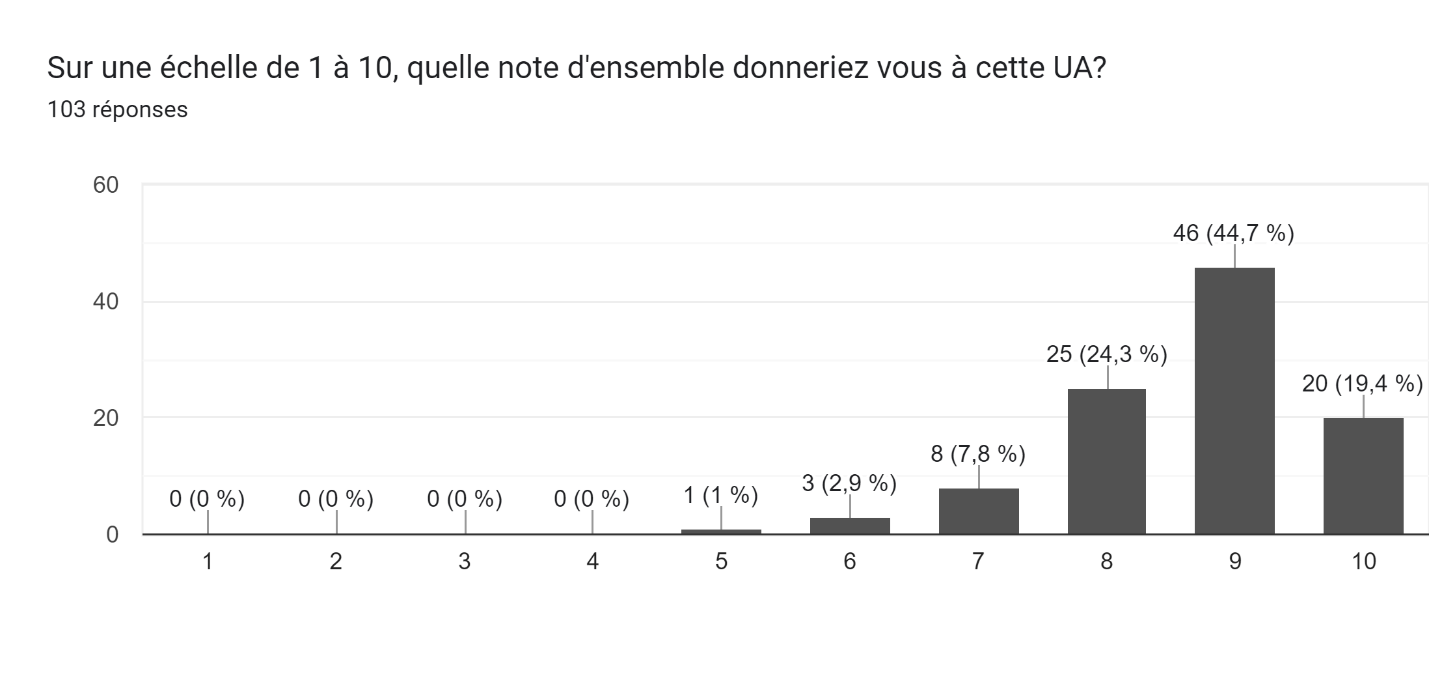 Sur une échelle de 1 à 10, quelle note d'ensemble donneriez vous à cette UA?
103 réponses
60
40
20
0
0 (0 %)
0 (0 %)
0 (0 %)
0 (0 %)
1 (1 %)
3 (2,9 %)
8 (7,8 %)
25 (24,3 %)
46 (44,7 %)
20 (19,4 %)
1 2 3 4 5 6 7 8 9 10